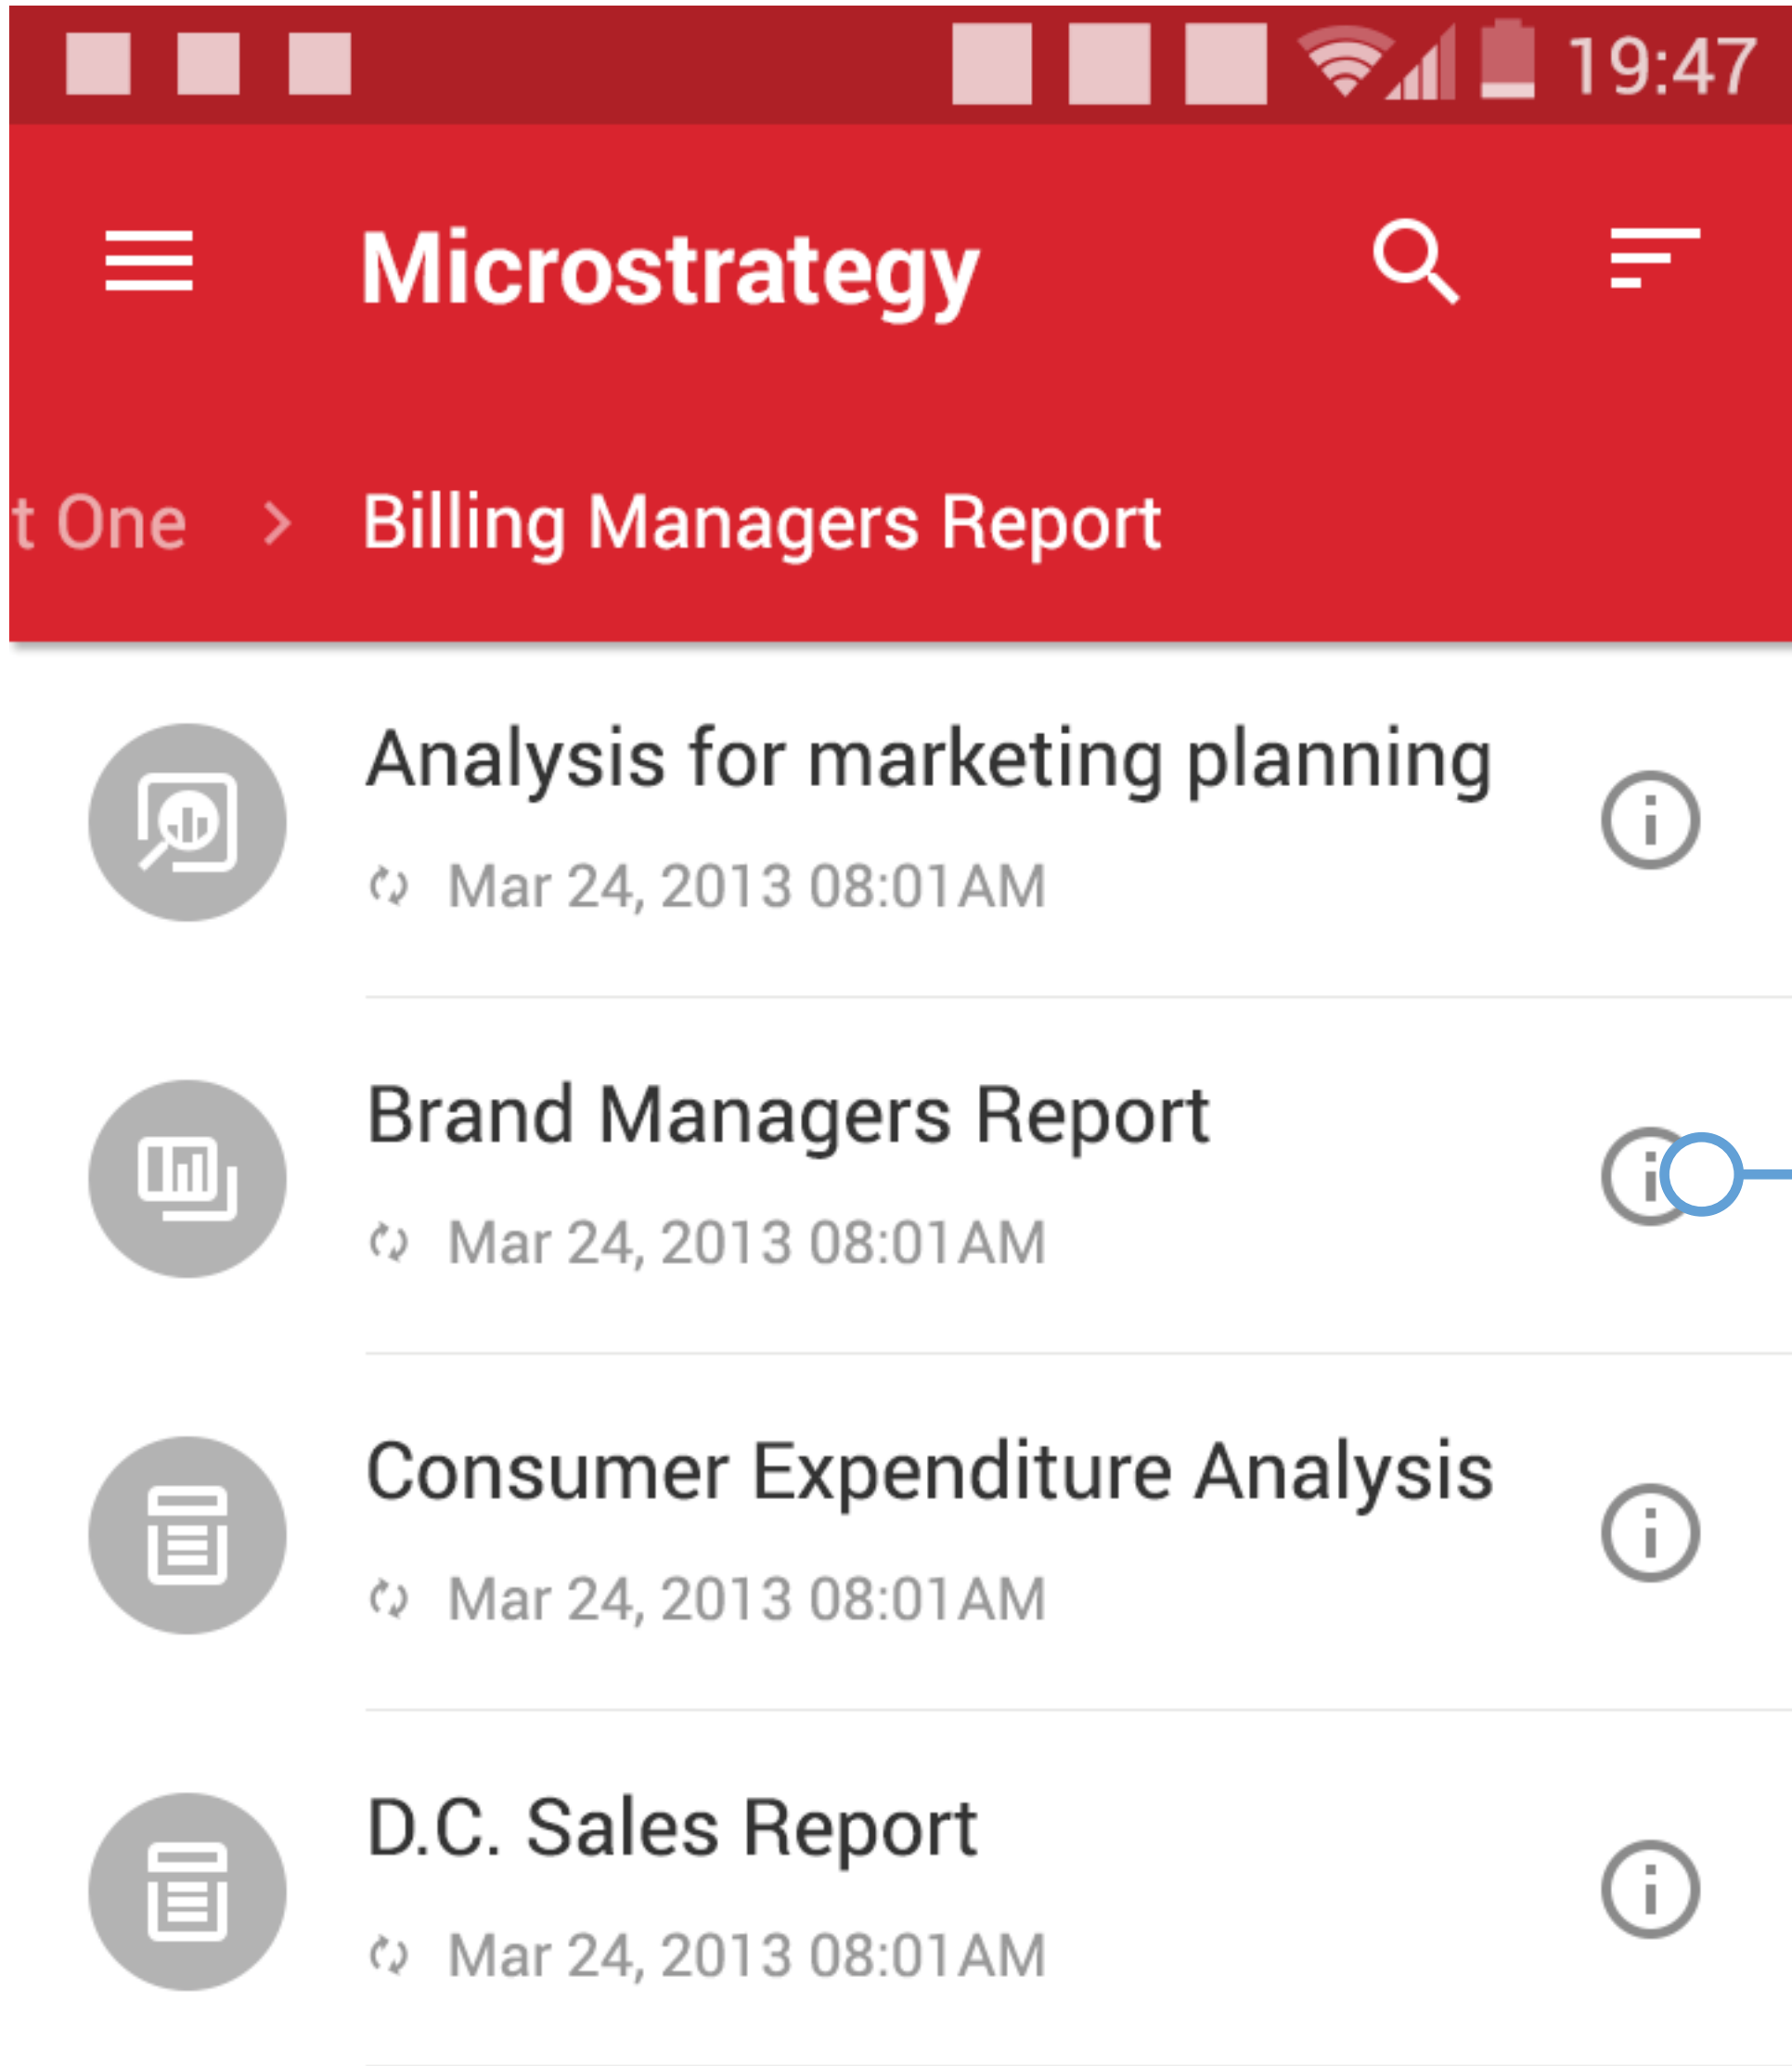 19:47
Microstrategy
t One > Billing Managers Report
Analysis for marketing planning
Mar 24, 2013 08:01AM
Brand Managers Report
Mar 24, 2013 08:01AM
Consumer Expenditure Analysis
Mar 24, 2013 08:01AM
D.C. Sales Report
Mar 24, 2013 08:01AM